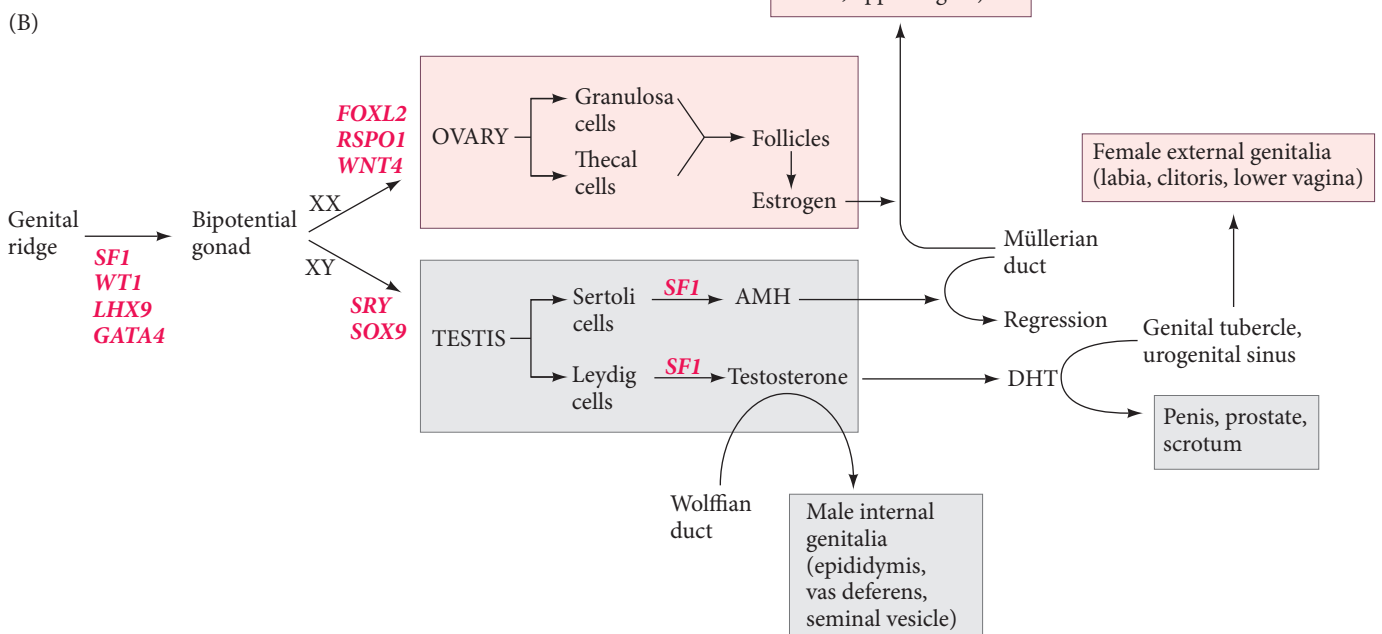 (B)
FOXL2
RSPO1
WNT4
OVARY
Granulosa
cells
Thecal
cells
Follicles
Estrogen
Female external genitalia
(labia, clitoris, lower vagina)
Genital
ridge
SF1
WT1
LHX9
GATA4
Bipotential
gonad
XX
XY
SRY
SOX9
TESTIS
Sertoli
cells
SF1
AMH
Leydig
cells
SF1
Testosterone
Müllerian
duct
Regression
DHT
Genital tubercle,
urogenital sinus
Penis, prostate,
scrotum
Wolffian
duct
Male internal
genitalia
(epididymis,
vas deferens,
seminal vesicle)